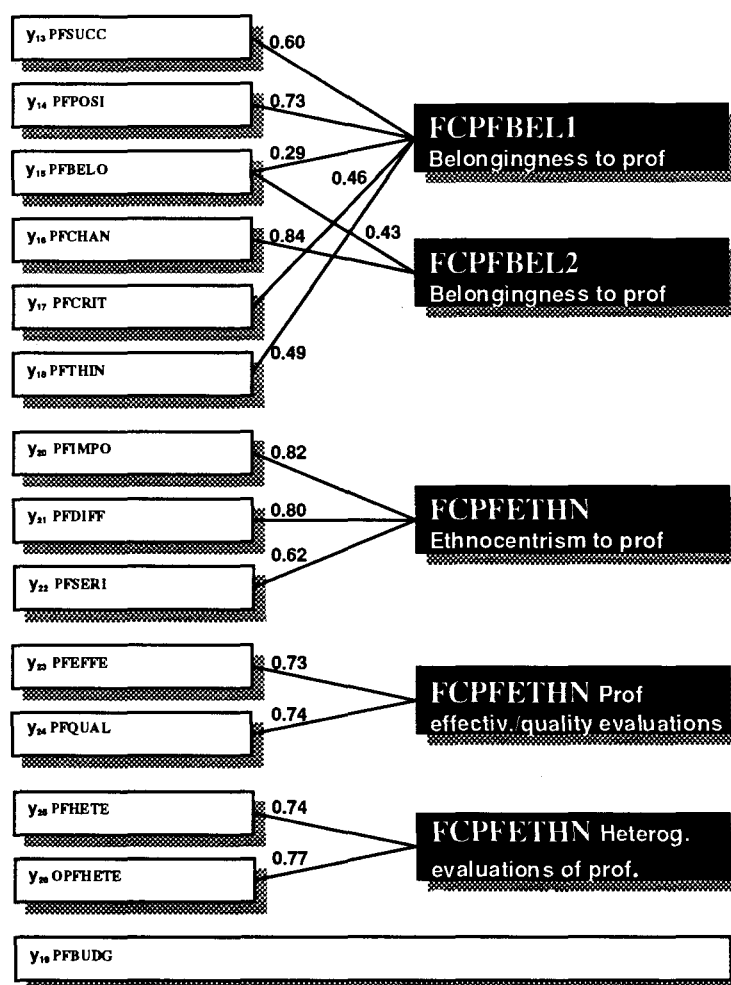 y₁₃ PFSUCC
0.60
y₁₄ PFPOSI
0.73
FCPFBEL1
Belongingness to prof
y₁₅ PFBELO
0.29
0.46
y₁₆ PFCHAN
0.84
0.43
FCPFBEL2
Belongingness to prof
y₁₇ PFCRIT
y₁₈ PFTHIN
0.49
y₂₀ PFIMPO
0.82
y₂₁ PFDIFF
0.80
FCPFETHN
Ethnocentrism to prof
y₂₂ PFSERI
0.62
y₂₃ PFEFFE
0.73
FCPFETHN Prof
effectiv./quality evaluations
y₂₄ PFQUAL
0.74
y₂₅ PFHETE
0.74
FCPFETHN Heterog.
evaluations of prof.
y₂₆ OPFHETE
0.77
y₁₉ PFBUDG